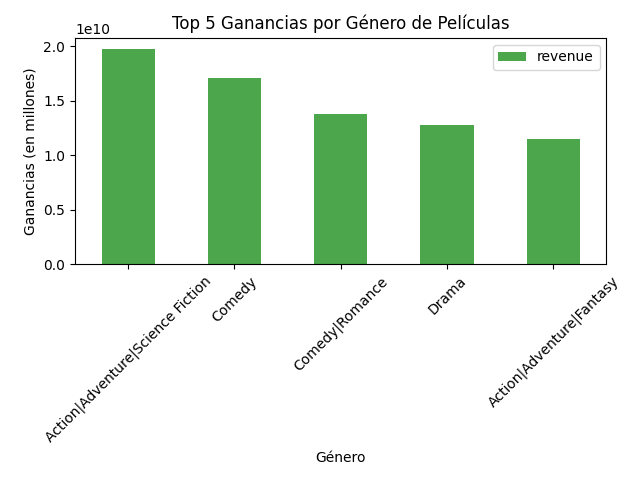 Top 5 Ganancias por Género de Películas
1e10
revenue
Ganancias (en millones)
2.0
1.5
1.0
0.5
0.0
Action|Adventure|Science Fiction
Comedy
Comedy|Romance
Drama
Action|Adventure|Fantasy
Género